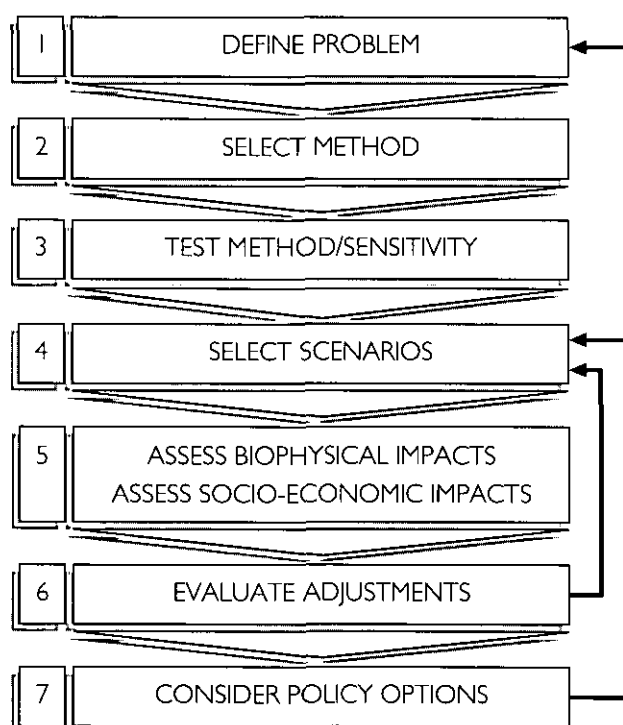 1 DEFINE PROBLEM
2 SELECT METHOD
3 TEST METHOD/SENSITIVITY
4 SELECT SCENARIOS
5 ASSESS BIOPHYSICAL IMPACTS
ASSESS SOCIO-ECONOMIC IMPACTS
6 EVALUATE ADJUSTMENTS
7 CONSIDER POLICY OPTIONS